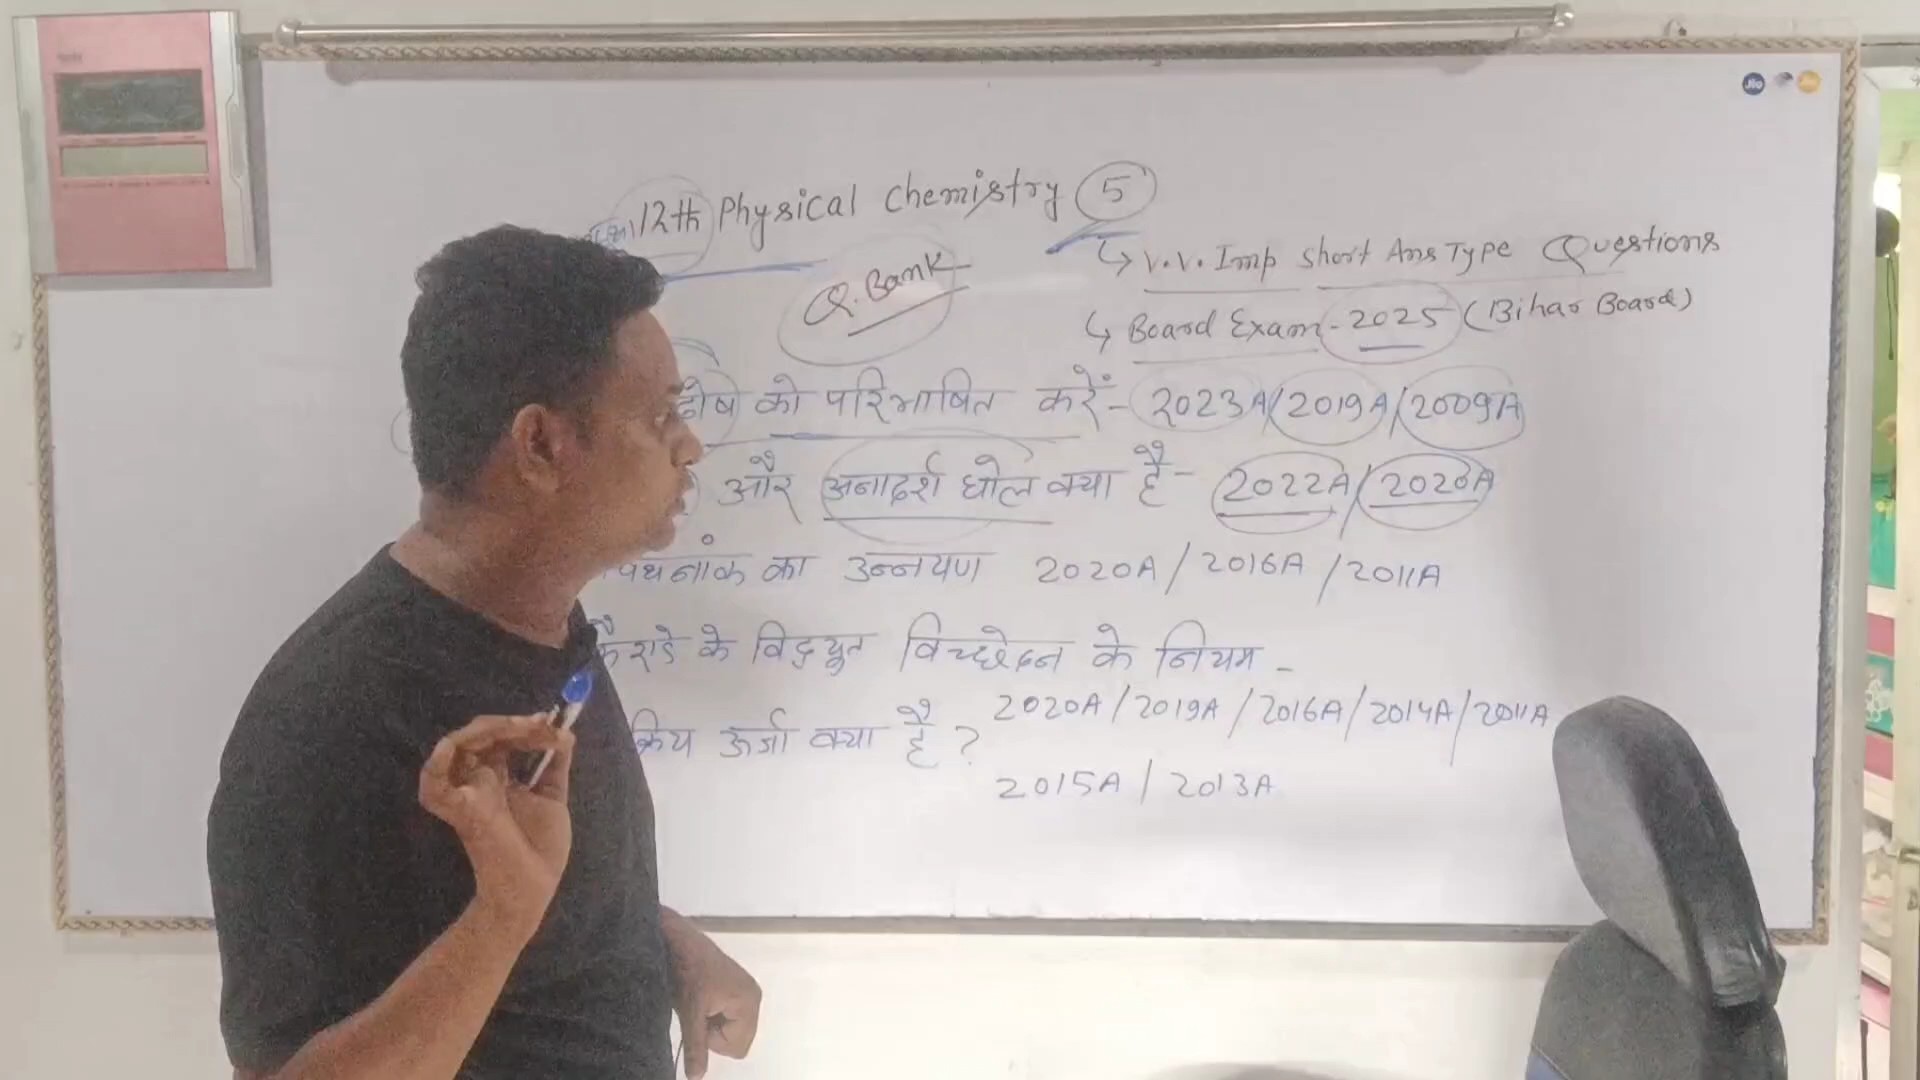 12th Physical Chemistry 5
Q. Bank
↳ V.V. Imp Short Ans Type Questions
↳ Board Exam - 2025 (Bihar Board)
को परिभाषित करें - 2023A/2019A/2009A
और अनादर्श घोल क्या है - 2022A/2020A
का उन्नयण 2020A/2016A/2011A
फैराडे के विद्युत विच्छेदन के नियम -
2020A/2019A/2016A/2014A/2011A
क्रिय ऊर्जा क्या है ?
2015A/2013A
Jio